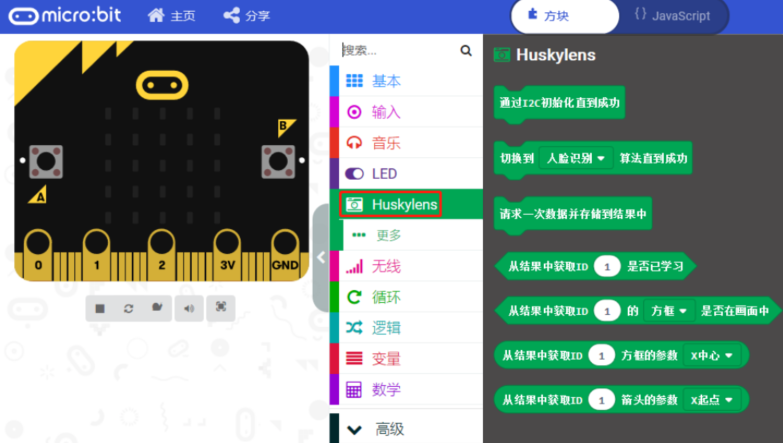 micro:bit 主页 分享 方块 {} JavaScript
搜索...
基本
输入
音乐
LED
Huskylens
更多
无线
循环
逻辑
变量
数学
高级
B
A
0 1 2 3V GND
Huskylens
通过I2C初始化直到成功
切换到 人脸识别 算法直到成功
请求一次数据并存储到结果中
从结果中获取ID 1 是否已学习
从结果中获取ID 1 的 方框 是否在画面中
从结果中获取ID 1 方框的参数 X中心
从结果中获取ID 1 箭头的参数 X起点